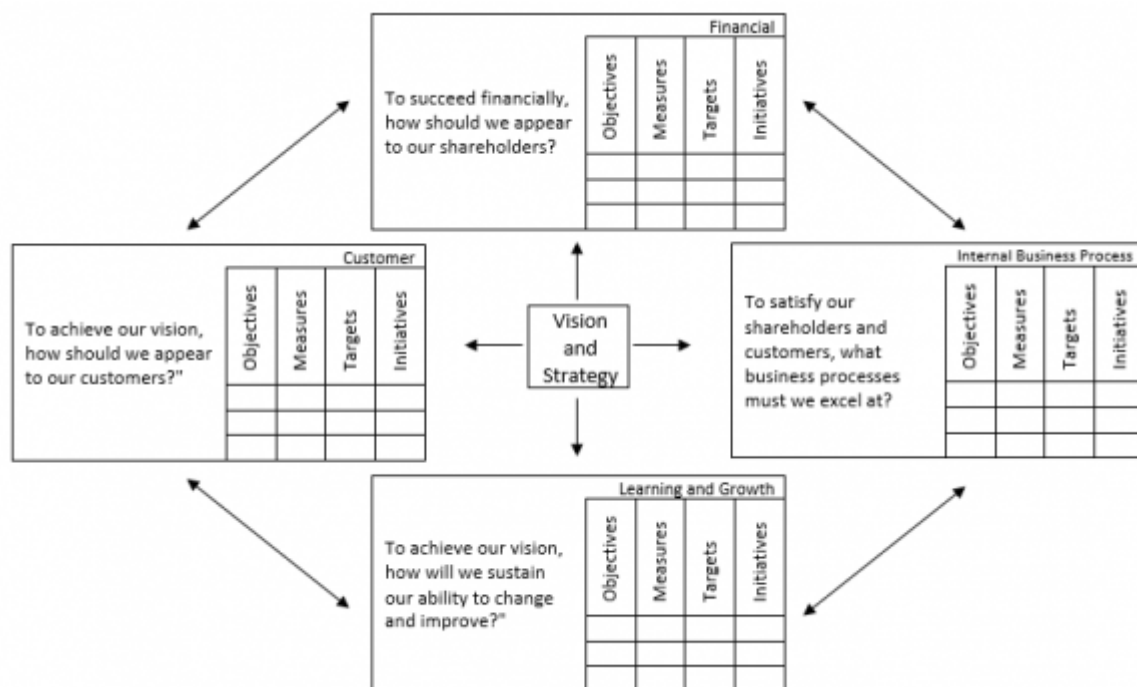 Financial
To succeed financially,
how should we appear
to our shareholders?
Objectives
Measures
Targets
Initiatives
Customer
To achieve our vision,
how should we appear
to our customers?"
Objectives
Measures
Targets
Initiatives
Vision
and
Strategy
Internal Business Process
To satisfy our
shareholders and
customers, what
business processes
must we excel at?
Objectives
Measures
Targets
Initiatives
Learning and Growth
To achieve our vision,
how will we sustain
our ability to change
and improve?"
Objectives
Measures
Targets
Initiatives